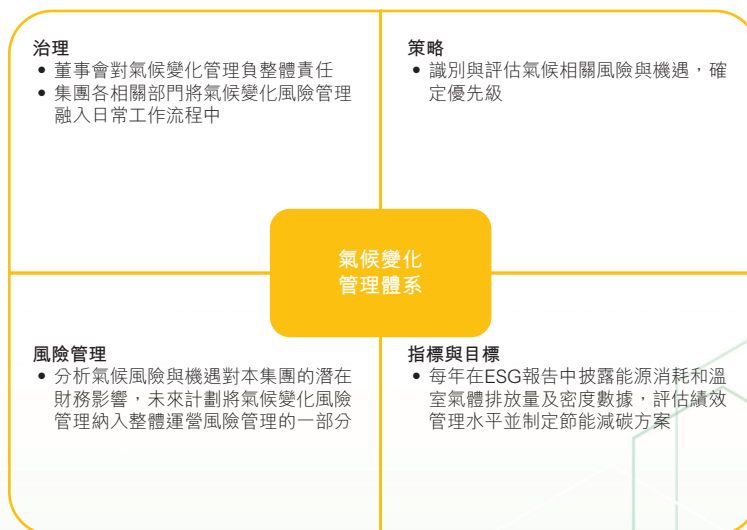 治理
• 董事會對氣候變化管理負整體責任
• 集團各相關部門將氣候變化風險管理
融入日常工作流程中
策略
• 識別與評估氣候相關風險與機遇，確
定優先級
氣候變化
管理體系
風險管理
• 分析氣候風險與機遇對本集團的潛在
財務影響，未來計劃將氣候變化風險
管理納入整體運營風險管理的一部分
指標與目標
• 每年在ESG報告中披露能源消耗和溫
室氣體排放量及密度數據，評估績效
管理水平並制定節能減碳方案